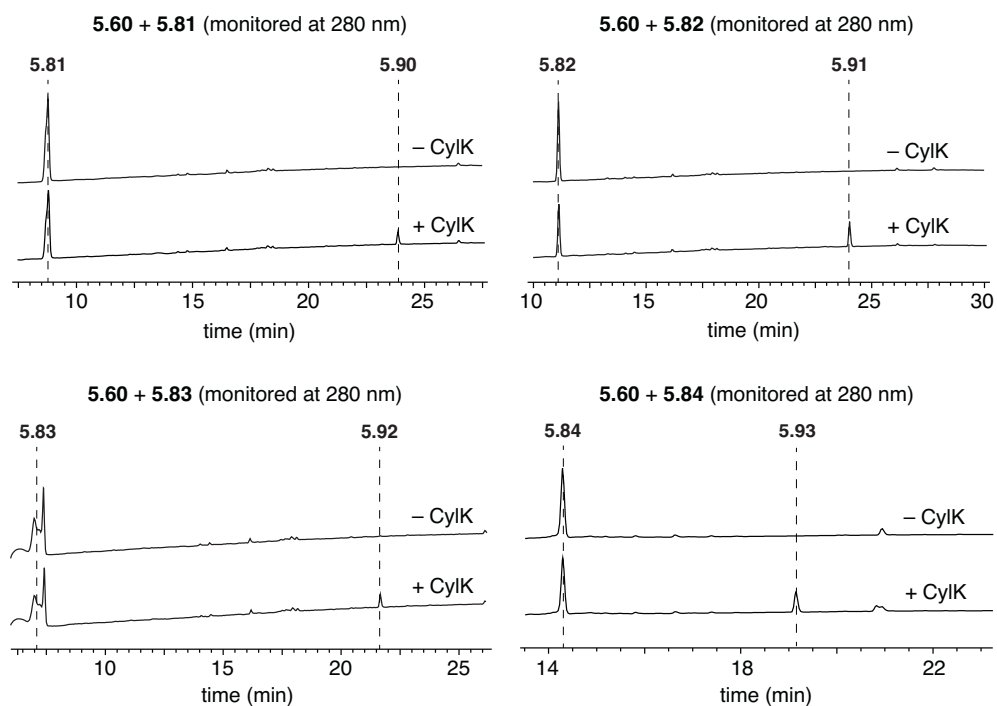 5.60 + 5.81 (monitored at 280 nm)
5.81 5.90
– CylK
+ CylK
10 15 20 25
time (min)
5.60 + 5.82 (monitored at 280 nm)
5.82 5.91
– CylK
+ CylK
10 15 20 25 30
time (min)
5.60 + 5.83 (monitored at 280 nm)
5.83 5.92
– CylK
+ CylK
10 15 20 25
time (min)
5.60 + 5.84 (monitored at 280 nm)
5.84 5.93
– CylK
+ CylK
14 18 22
time (min)